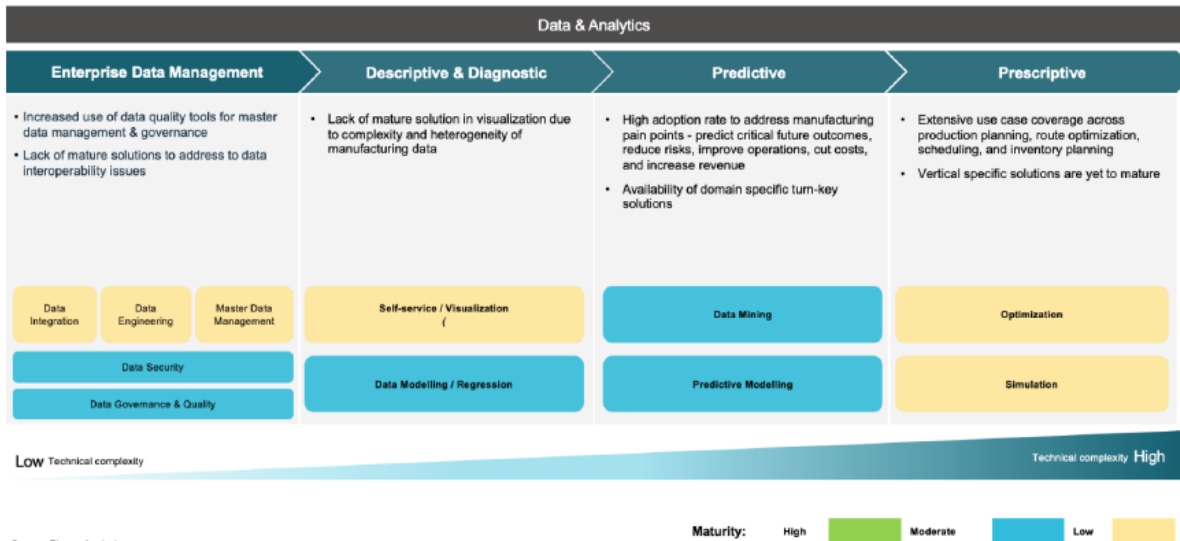 Data & Analytics
Enterprise Data Management
Descriptive & Diagnostic
Predictive
Prescriptive
• Increased use of data quality tools for master
data management & governance
• Lack of mature solutions to address to data
interoperability issues
• Lack of mature solution in visualization due
to complexity and heterogeneity of
manufacturing data
• High adoption rate to address manufacturing
pain points - predict critical future outcomes,
reduce risks, improve operations, cut costs,
and increase revenue
• Availability of domain specific turn-key
solutions
• Extensive use case coverage across
production planning, route optimization,
scheduling, and inventory planning
• Vertical specific solutions are yet to mature
Data
Integration
Data
Engineering
Master Data
Management
Data Security
Data Governance & Quality
Self-service / Visualization
(
Data Modelling / Regression
Data Mining
Predictive Modelling
Optimization
Simulation
Low Technical complexity
Technical complexity High
Maturity: High Moderate Low